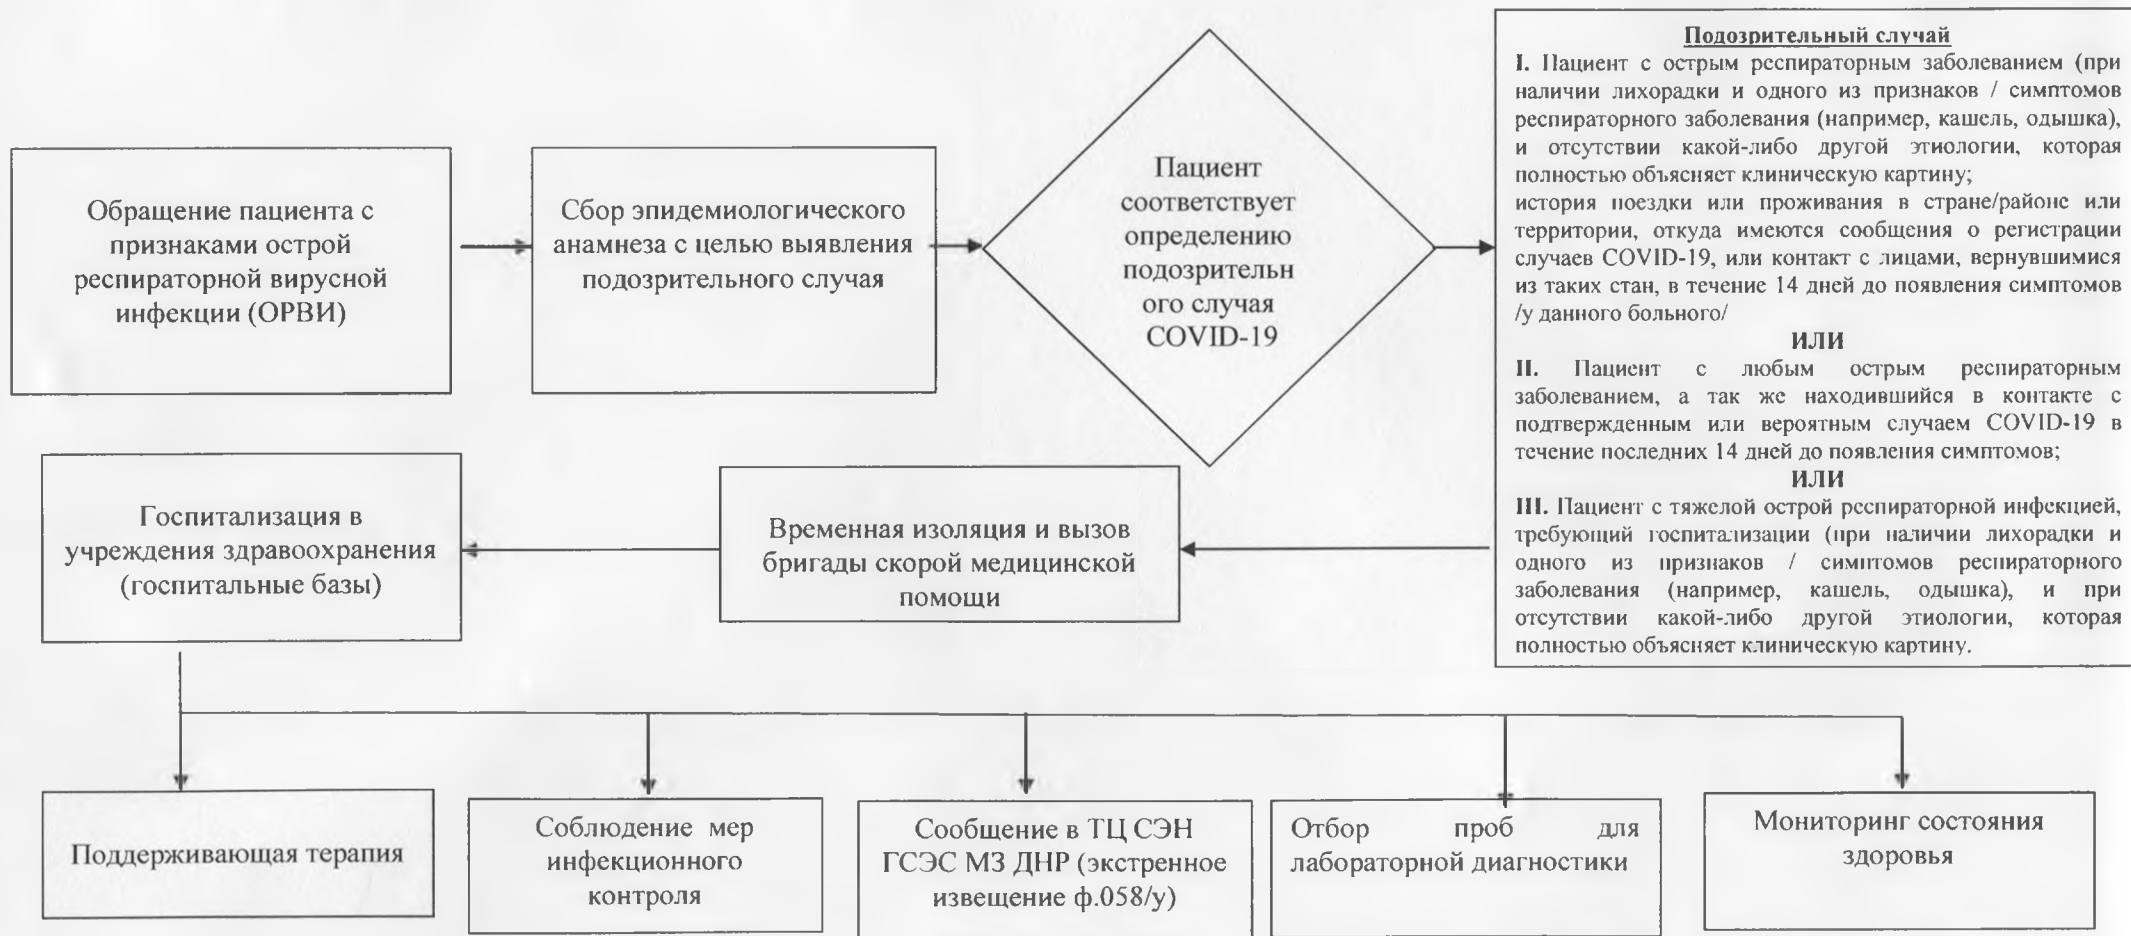 Обращение пациента с
признаками острой
респираторной вирусной
инфекции (ОРВИ)
Сбор эпидемиологического
анамнеза с целью выявления
подозрительного случая
Пациент
соответствует
определению
подозрительн
ого случая
COVID-19
Подозрительный случай
I. Пациент с острым респираторным заболеванием (при
наличии лихорадки и одного из признаков / симптомов
респираторного заболевания (например, кашель, одышка),
и отсутствии какой-либо другой этиологии, которая
полностью объясняет клиническую картину;
история поездки или проживания в стране/районе или
территории, откуда имеются сообщения о регистрации
случаев COVID-19, или контакт с лицами, вернувшимися
из таких стан, в течение 14 дней до появления симптомов
/у данного больного/
ИЛИ
II. Пациент с любым острым респираторным
заболеванием, а так же находившийся в контакте с
подтвержденным или вероятным случаем COVID-19 в
течение последних 14 дней до появления симптомов;
ИЛИ
III. Пациент с тяжелой острой респираторной инфекцией,
требующий госпитализации (при наличии лихорадки и
одного из признаков / симптомов респираторного
заболевания (например, кашель, одышка), и при
отсутствии какой-либо другой этиологии, которая
полностью объясняет клиническую картину.
Госпитализация в
учреждения здравоохранения
(госпитальные базы)
Временная изоляция и вызов
бригады скорой медицинской
помощи
Поддерживающая терапия
Соблюдение мер
инфекционного
контроля
Сообщение в ТЦ СЭН
ГСЭС МЗ ДНР (экстренное
извещение ф.058/у)
Отбор проб для
лабораторной диагностики
Мониторинг состояния
здоровья